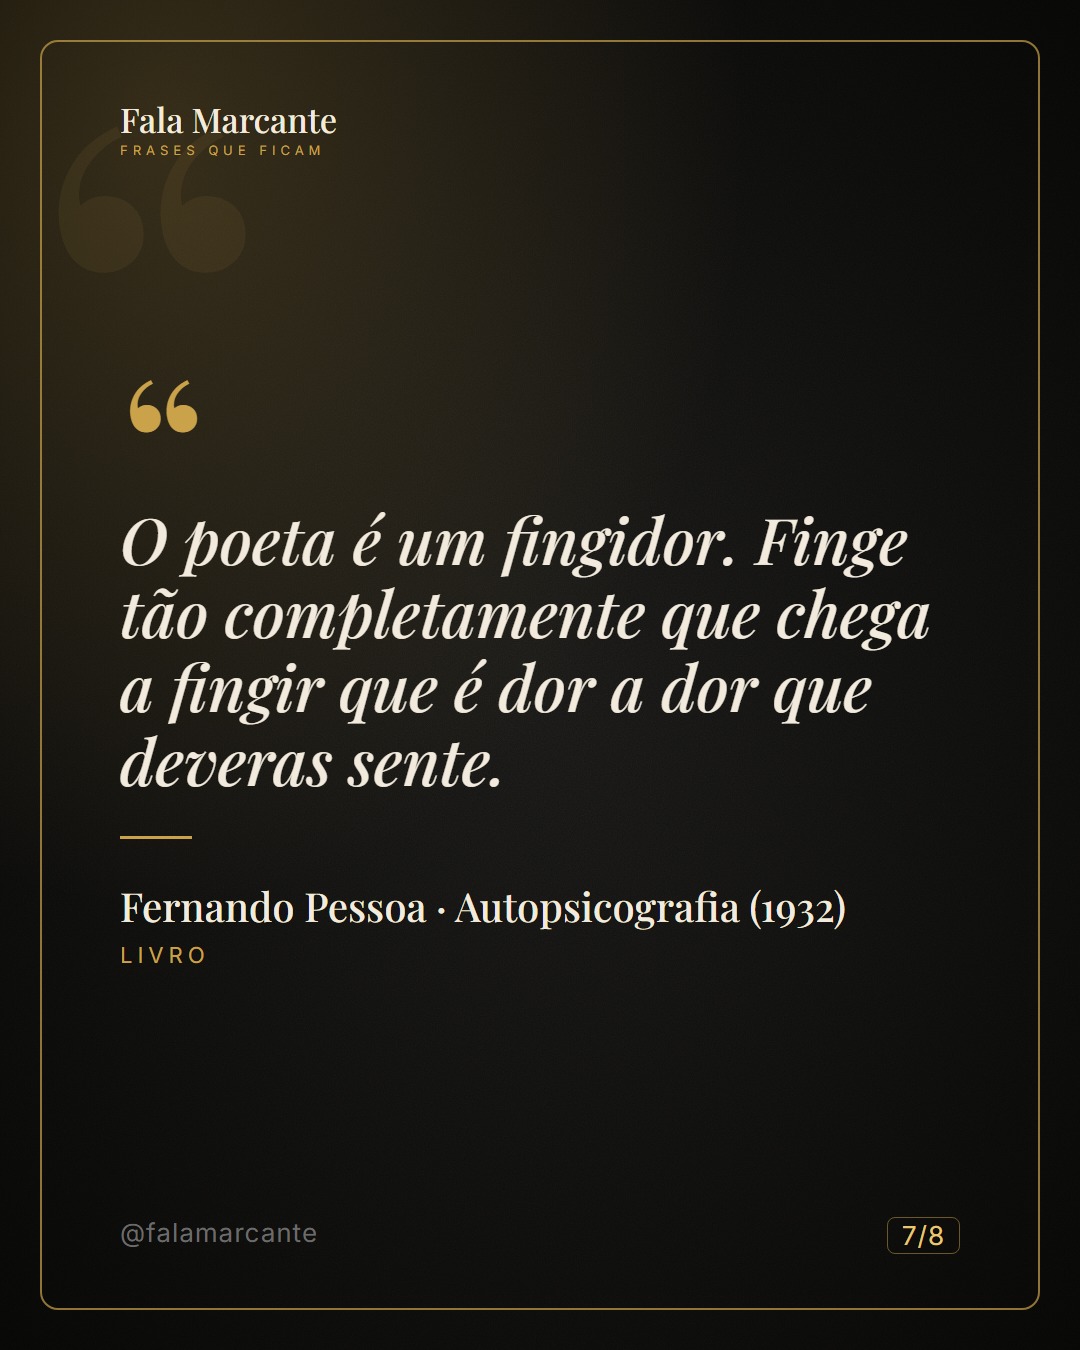 Fala Marcante
FRASES QUE FICAM
“
O poeta é um fingidor. Finge
tão completamente que chega
a fingir que é dor a dor que
deveras sente.
Fernando Pessoa · Autopsicografia (1932)
LIVRO
@falamarcante
7/8